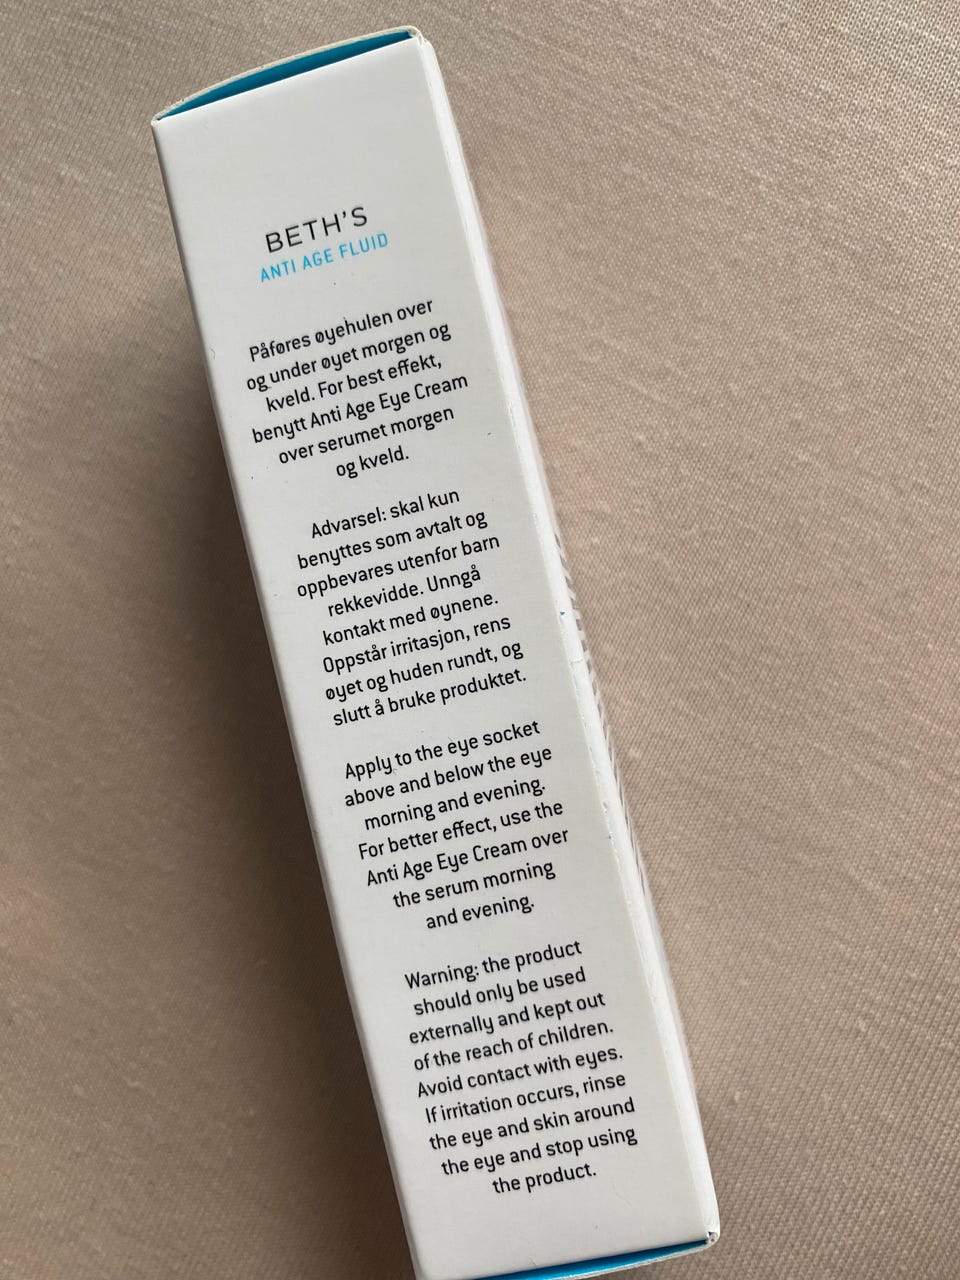 BETH'S
ANTI AGE FLUID
Påføres øyehulen over
og under øyet morgen og
kveld. For best effekt,
benytt Anti Age Eye Cream
over serumet morgen
og kveld.
Advarsel: skal kun
benyttes som avtalt og
oppbevares utenfor barn
rekkevidde. Unngå
kontakt med øynene.
Oppstår irritasjon, rens
øyet og huden rundt, og
slutt å bruke produktet.
Apply to the eye socket
above and below the eye
morning and evening.
For better effect, use the
Anti Age Eye Cream over
the serum morning
and evening.
Warning: the product
should only be used
externally and kept out
of the reach of children.
Avoid contact with eyes.
If irritation occurs, rinse
the eye and skin around
the eye and stop using
the product.